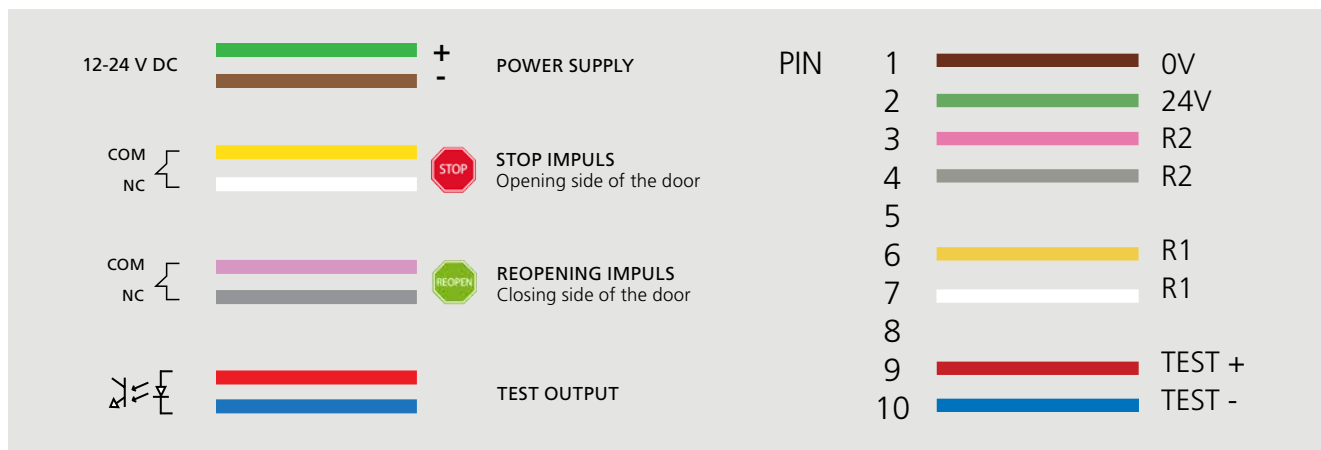 12-24 V DC
+
-
POWER SUPPLY
COM
NC
STOP
STOP IMPULS
Opening side of the door
COM
NC
REOPEN
REOPENING IMPULS
Closing side of the door
TEST OUTPUT
PIN 1 0V
2 24V
3 R2
4 R2
5
6 R1
7 R1
8
9 TEST +
10 TEST -